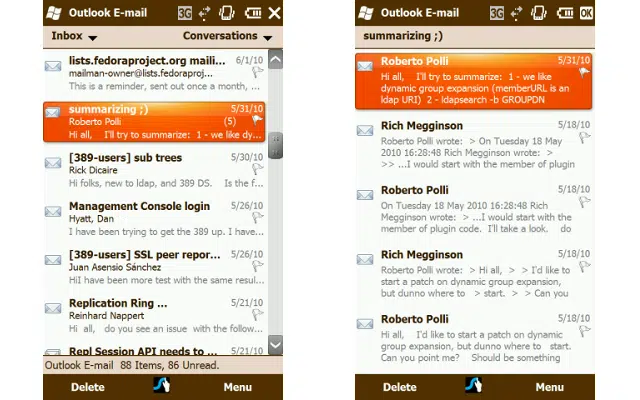 Outlook E-mail 3G
Inbox Conversations
lists.fedoraproject.org maili... 6/1/10
mailman-owner@lists.fedoraproj...
This is a reminder, sent out once a month, ...
summarizing ;) 5/31/10
Roberto Polli (5)
Hi all, I'll try to summarize: 1 - we like dy...
[389-users] sub trees 5/30/10
Rick Dicaire
Hi folks, new to ldap, and 389 DS. Is the f...
Management Console login 5/26/10
Hyatt, Dan
I have been trying to get the 389 up. I have...
[389-users] SSL peer repor... 5/26/10
Juan Asensio Sánchez
HiI have been more test with the same resul...
Replication Ring ... 5/21/10
Reinhard Nappert
Hi all, do you see an issue with the follow...
Repl Session API needs to ... 5/21/10
Outlook E-mail 88 Items, 86 Unread.
Delete Menu
Outlook E-mail 3G OK
summarizing ;)
Roberto Polli 5/31/10
Hi all, I'll try to summarize: 1 - we like
dynamic group expansion (memberURL is an
ldap URI) 2 - ldapsearch -b GROUPDN
Rich Megginson 5/18/10
Roberto Polli wrote: > On Tuesday 18 May
2010 16:28:48 Rich Megginson wrote: >
>> ...I would start with the member of plugin
Roberto Polli 5/18/10
On Tuesday 18 May 2010 16:28:48 Rich
Megginson wrote: > ...I would start with the
member of plugin code. I'll take a look. do
Rich Megginson 5/18/10
Roberto Polli wrote: > Hi all, > > I'd like to
start a patch on dynamic group expansion,
but dunno where to > start. > > Can you
Roberto Polli 5/18/10
Hi all, I'd like to start a patch on dynamic
group expansion, but dunno where to start.
Can you point me? Should be something
Delete Menu